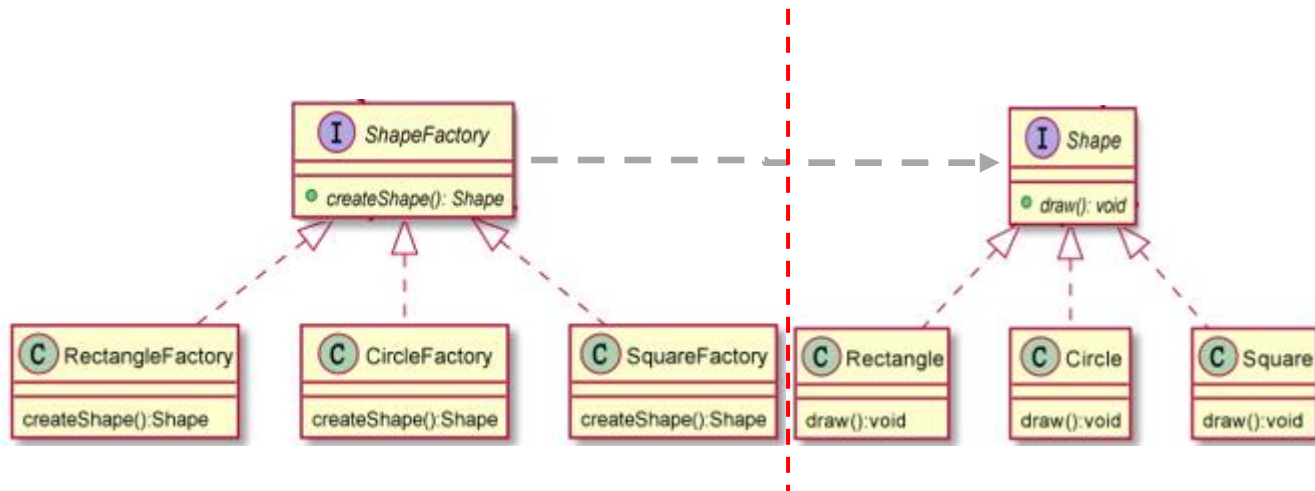 I ShapeFactory
createShape(): Shape
I Shape
draw(): void
C RectangleFactory
createShape():Shape
C CircleFactory
createShape():Shape
C SquareFactory
createShape():Shape
C Rectangle
draw():void
C Circle
draw():void
C Square
draw():void